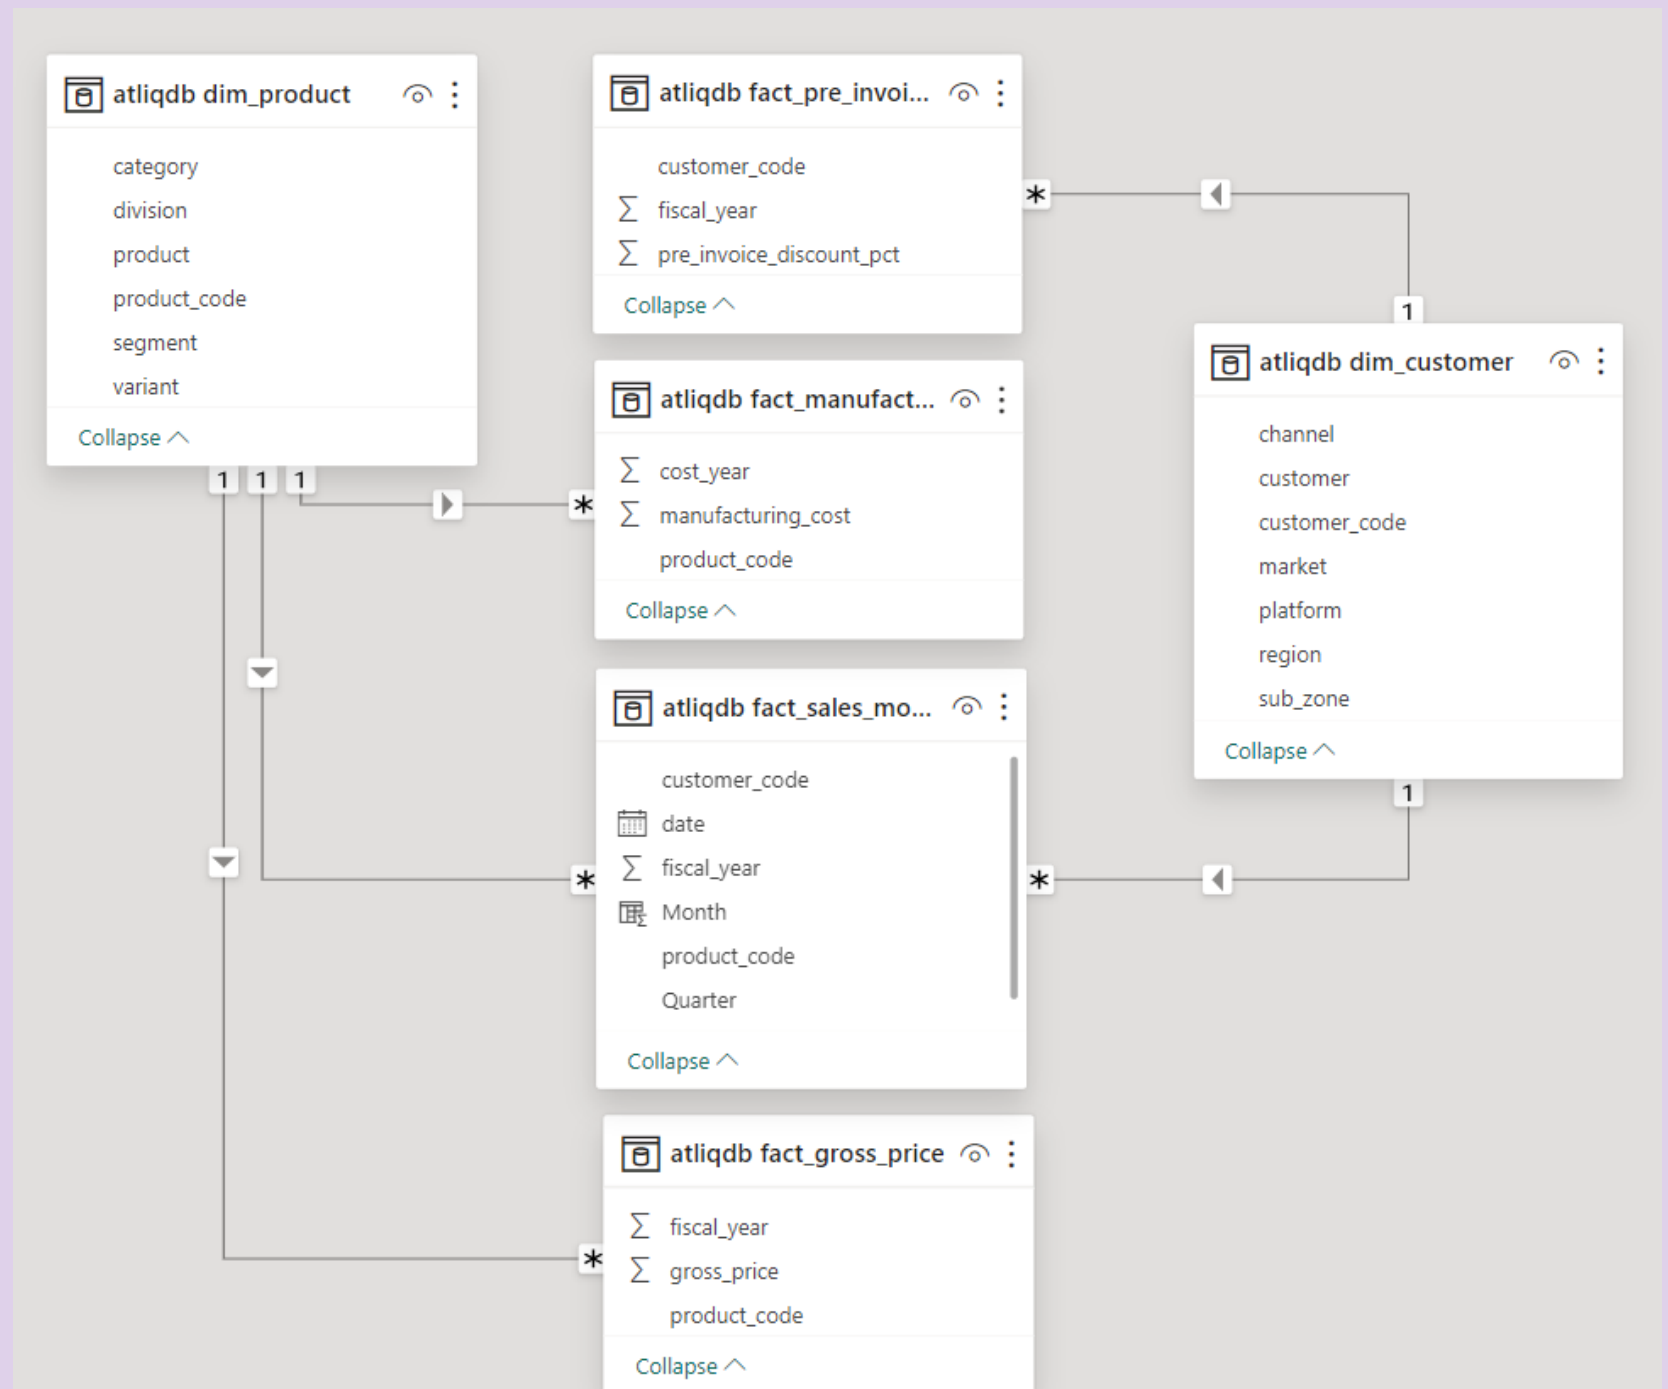 atliqdb dim_product
category
division
product
product_code
segment
variant
Collapse
1 1 1
atliqdb fact_pre_invoi...
customer_code
fiscal_year
pre_invoice_discount_pct
Collapse
*
1
atliqdb fact_manufact...
cost_year
manufacturing_cost
product_code
Collapse
*
atliqdb dim_customer
channel
customer
customer_code
market
platform
region
sub_zone
Collapse
1
atliqdb fact_sales_mo...
customer_code
date
fiscal_year
Month
product_code
Quarter
Collapse
* *
atliqdb fact_gross_price
fiscal_year
gross_price
product_code
Collapse
*